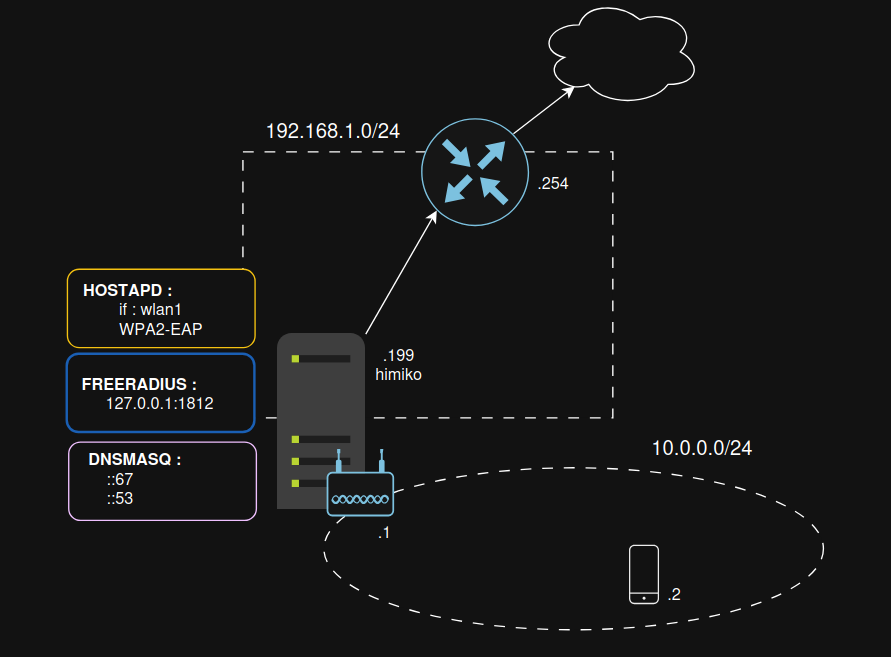 192.168.1.0/24
.254
HOSTAPD :
if : wlan1
WPA2-EAP
FREERADIUS :
127.0.0.1:1812
DNSMASQ :
::67
::53
.199
himiko
10.0.0.0/24
.1
.2